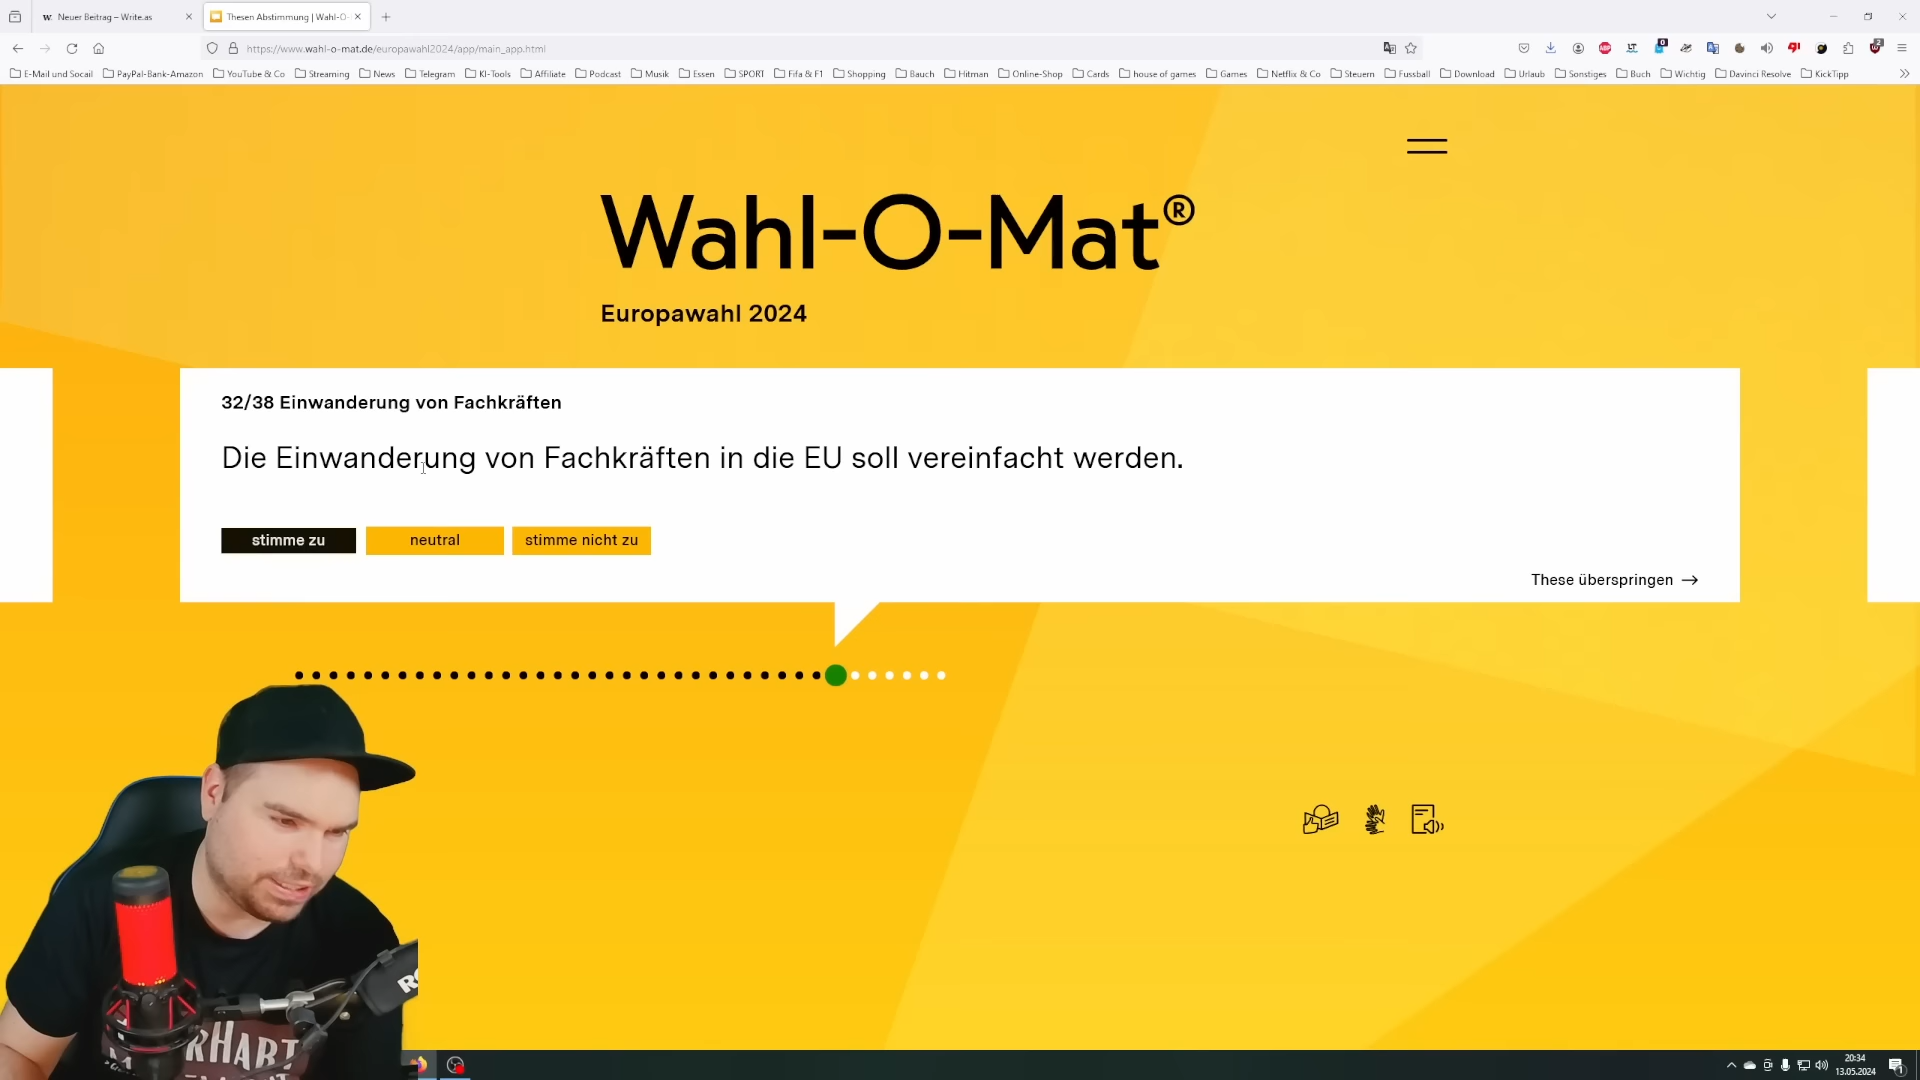 Neuer Beitrag — Write.as
Thesen Abstimmung | Wahl-O-
https://www.wahl-o-mat.de/europawahl2024/app/main_app.html
E-Mail und Socail
PayPal-Bank-Amazon
YouTube & Co
Streaming
News
Telegram
KI-Tools
Affiliate
Podcast
Musik
Essen
SPORT
Fifa & F1
Shopping
Bauch
Hitman
Online-Shop
Cards
house of games
Games
Netflix & Co
Steuern
Fussball
Download
Urlaub
Sonstiges
Buch
Wichtig
Davinci Resolve
KickTipp
Wahl-O-Mat®
Europawahl 2024
32/38 Einwanderung von Fachkräften
Die Einwanderung von Fachkräften in die EU soll vereinfacht werden.
stimme zu
neutral
stimme nicht zu
These überspringen →
20:34
13.05.2024